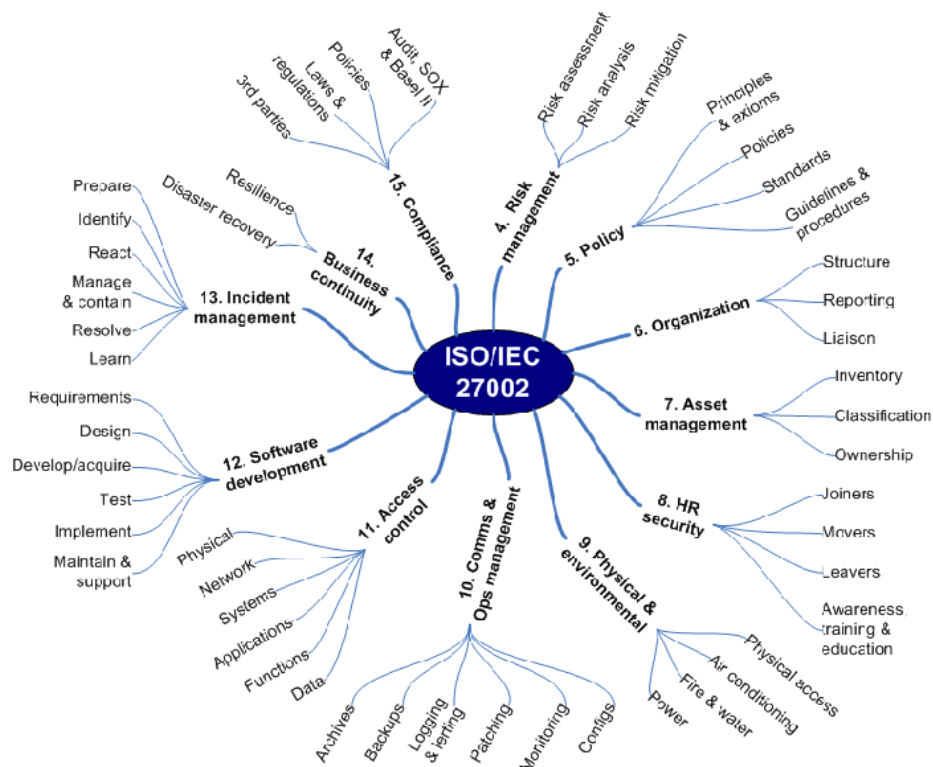 ISO/IEC
27002
4. Risk
management
Risk assessment
Risk analysis
Risk mitigation
5. Policy
Principles
& axioms
Policies
Standards
Guidelines &
procedures
6. Organization
Structure
Reporting
Liaison
7. Asset
management
Inventory
Classification
Ownership
8. HR
security
Joiners
Movers
Leavers
Awareness
training &
education
9. Physical &
environmental
Physical access
Air conditioning
Fire & water
Power
10. Comms &
Ops management
Configs
Monitoring
Patching
Logging
& lerting
Backups
Archives
11. Access
control
Physical
Network
Systems
Applications
Functions
Data
12. Software
development
Requirements
Design
Develop/acquire
Test
Implement
Maintain &
support
13. Incident
management
Prepare
Identify
React
Manage
& contain
Resolve
Learn
14.
Business
continuity
Resilience
Disaster recovery
15. Compliance
3rd parties
Laws &
regulations
Policies
Audit, SOX
& Basel II